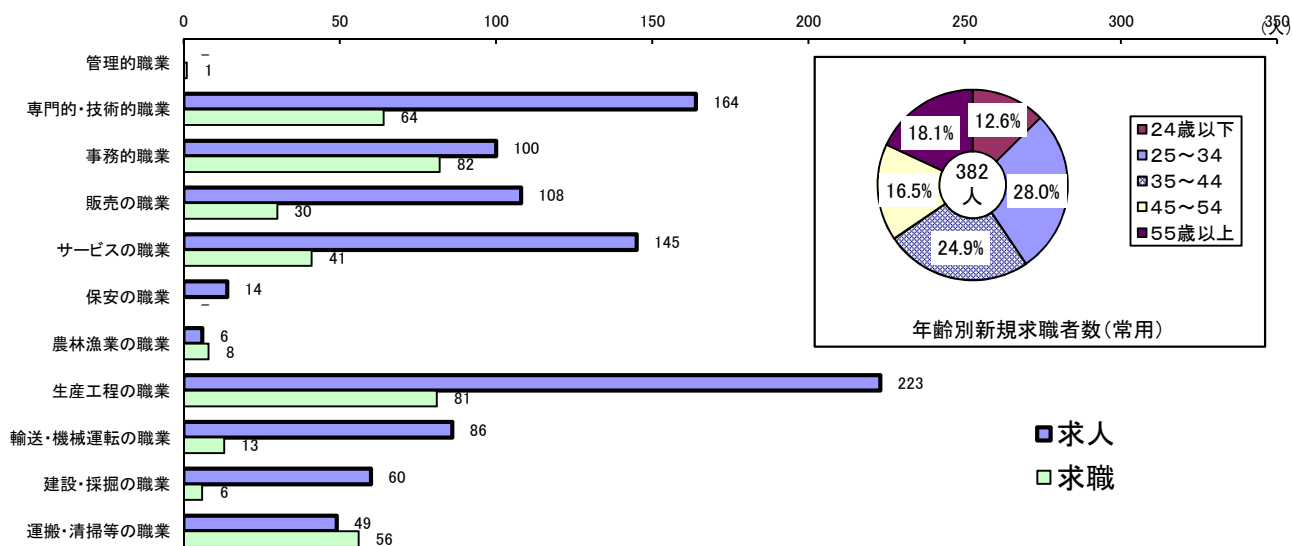 0 50 100 150 200 250 300 350
(人)
管理的職業 － 1
専門的・技術的職業 164 64
事務的職業 100 82
販売の職業 108 30
サービスの職業 145 41
保安の職業 14 －
農林漁業の職業 6 8
生産工程の職業 223 81
輸送・機械運転の職業 86 13
建設・採掘の職業 60 6
運搬・清掃等の職業 49 56
12.6%
28.0%
24.9%
16.5%
18.1%
382
人
24歳以下
25～34
35～44
45～54
55歳以上
年齢別新規求職者数(常用)
求人
求職